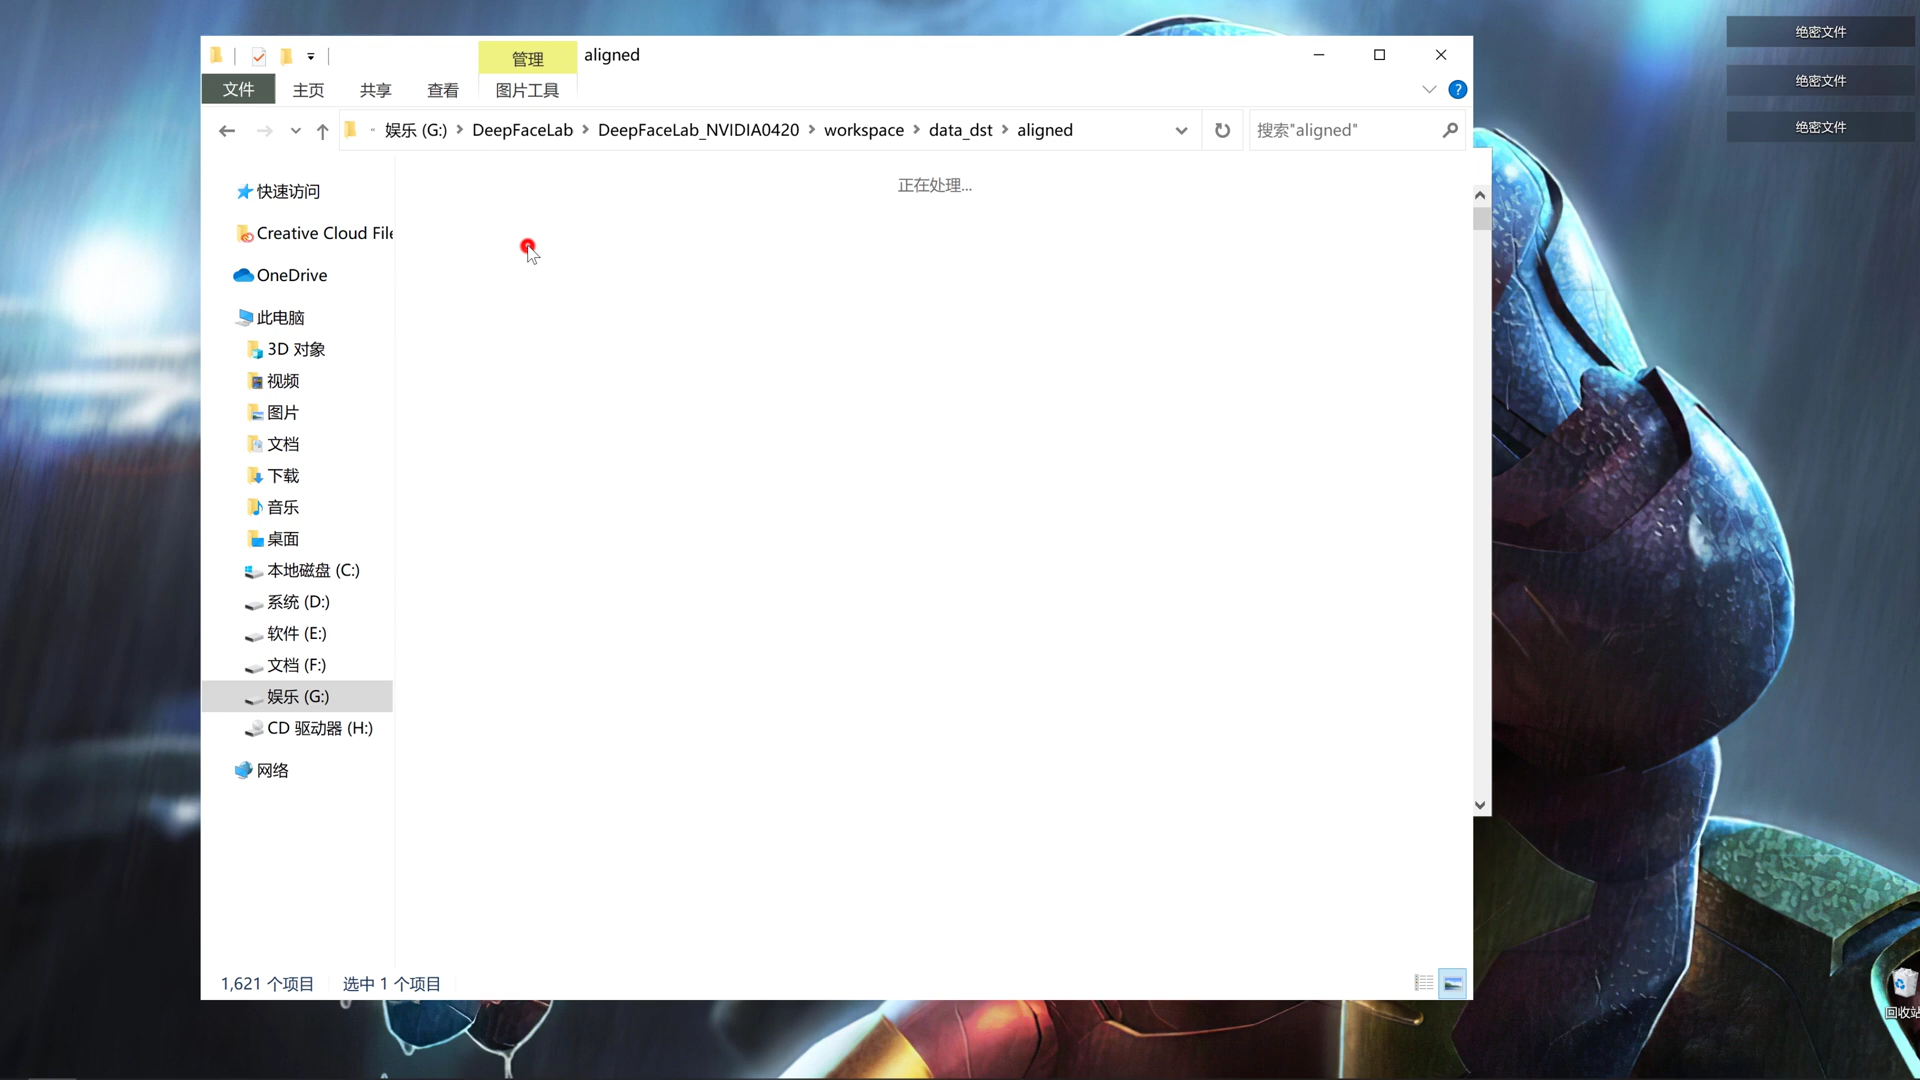 管理
aligned
文件
主页
共享
查看
图片工具
娱乐 (G:)
DeepFaceLab
DeepFaceLab_NVIDIA0420
workspace
data_dst
aligned
搜索"aligned"
正在处理...
快速访问
Creative Cloud File
OneDrive
此电脑
3D 对象
视频
图片
文档
下载
音乐
桌面
本地磁盘 (C:)
系统 (D:)
软件 (E:)
文档 (F:)
娱乐 (G:)
CD 驱动器 (H:)
网络
1,621 个项目
选中 1 个项目
绝密文件
绝密文件
绝密文件
回收站